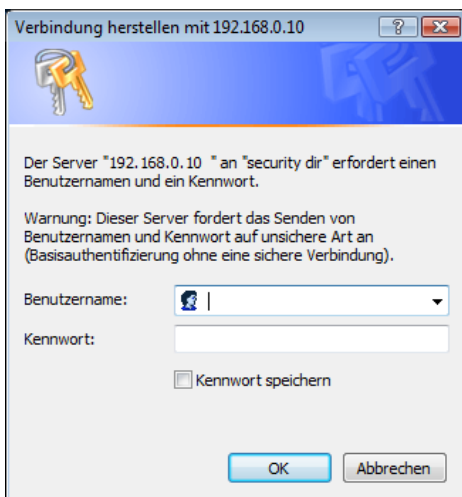 Verbindung herstellen mit 192.168.0.10
Der Server "192.168.0.10 " an "security dir" erfordert einen
Benutzernamen und ein Kennwort.
Warnung: Dieser Server fordert das Senden von
Benutzernamen und Kennwort auf unsichere Art an
(Basisauthentifizierung ohne eine sichere Verbindung).
Benutzername:
Kennwort:
Kennwort speichern
OK Abbrechen